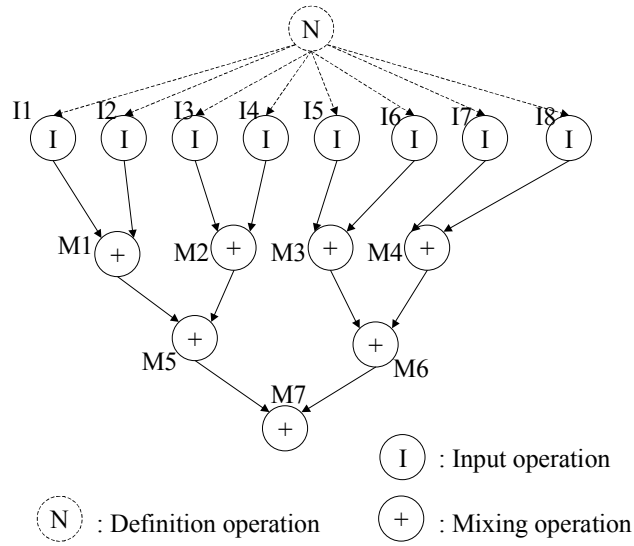 N
I1 I2 I3 I4 I5 I6 I7 I8
I I I I I I I I
M1 + M2 + M3 + M4 +
M5 + + M6
M7
+
I : Input operation
N : Definition operation + : Mixing operation